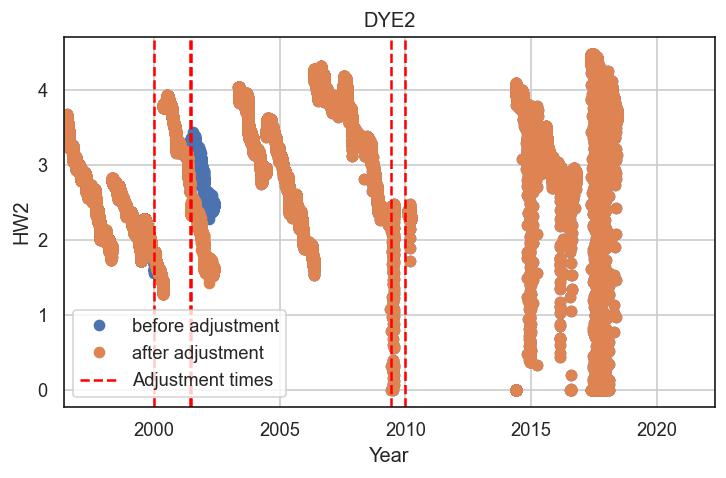 DYE2
HW2
4
3
2
1
0
before adjustment
after adjustment
Adjustment times
2000 2005 2010 2015 2020
Year